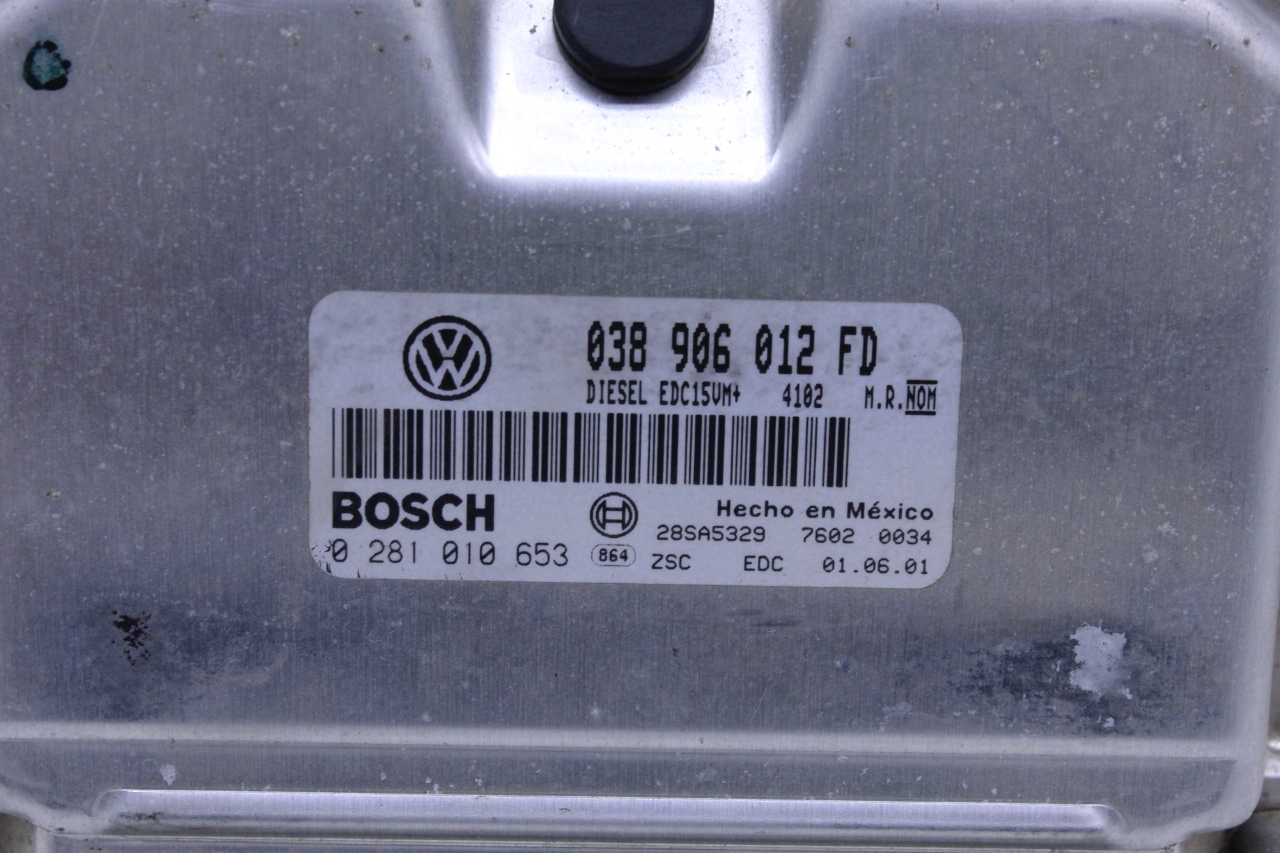 038 906 012 FD
DIESEL EDC15VM+ 4102 M.R.NOM
BOSCH
Hecho en México
28SA5329 7602 0034
0 281 010 653 864 ZSC EDC 01.06.01